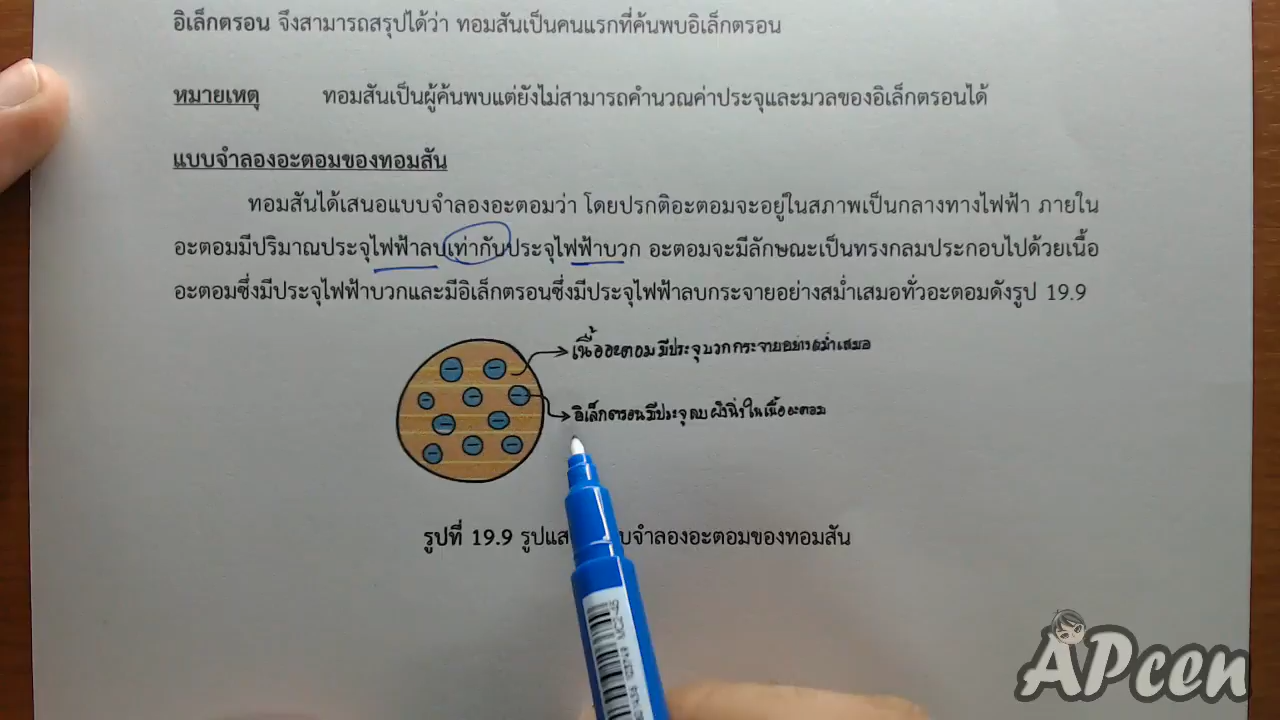 อิเล็กตรอน จึงสามารถสรุปได้ว่า ทอมสันเป็นคนแรกที่ค้นพบอิเล็กตรอน
หมายเหตุ ทอมสันเป็นผู้ค้นพบแต่ยังไม่สามารถคำนวณค่าประจุและมวลของอิเล็กตรอนได้
แบบจำลองอะตอมของทอมสัน
ทอมสันได้เสนอแบบจำลองอะตอมว่า โดยปรกติอะตอมจะอยู่ในสภาพเป็นกลางทางไฟฟ้า ภายใน
อะตอมมีปริมาณประจุไฟฟ้าลบเท่ากับประจุไฟฟ้าบวก อะตอมจะมีลักษณะเป็นทรงกลมประกอบไปด้วยเนื้อ
อะตอมซึ่งมีประจุไฟฟ้าบวกและมีอิเล็กตรอนซึ่งมีประจุไฟฟ้าลบกระจายอย่างสม่ำเสมอทั่วอะตอมดังรูป 19.9
เนื้ออะตอมมีประจุบวกกระจายอย่างสม่ำเสมอ
อิเล็กตรอนมีประจุลบ ฝังนิ่งในเนื้ออะตอม
รูปที่ 19.9 รูปแส บจำลองอะตอมของทอมสัน
APcen